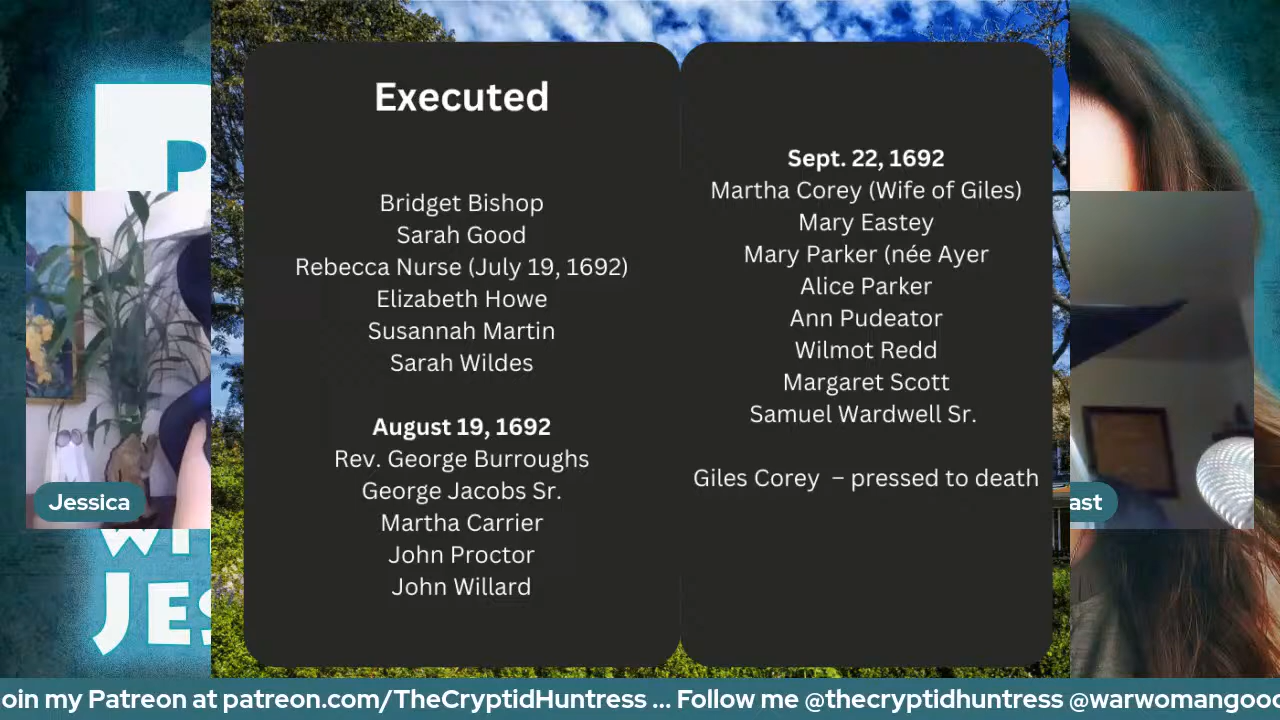 Executed
Bridget Bishop
Sarah Good
Rebecca Nurse (July 19, 1692)
Elizabeth Howe
Susannah Martin
Sarah Wildes
August 19, 1692
Rev. George Burroughs
George Jacobs Sr.
Martha Carrier
John Proctor
John Willard
Sept. 22, 1692
Martha Corey (Wife of Giles)
Mary Eastey
Mary Parker (née Ayer
Alice Parker
Ann Pudeator
Wilmot Redd
Margaret Scott
Samuel Wardwell Sr.
Giles Corey – pressed to death
Jessica
oin my Patreon at patreon.com/TheCryptidHuntress ... Follow me @thecryptidhuntress @warwomangood